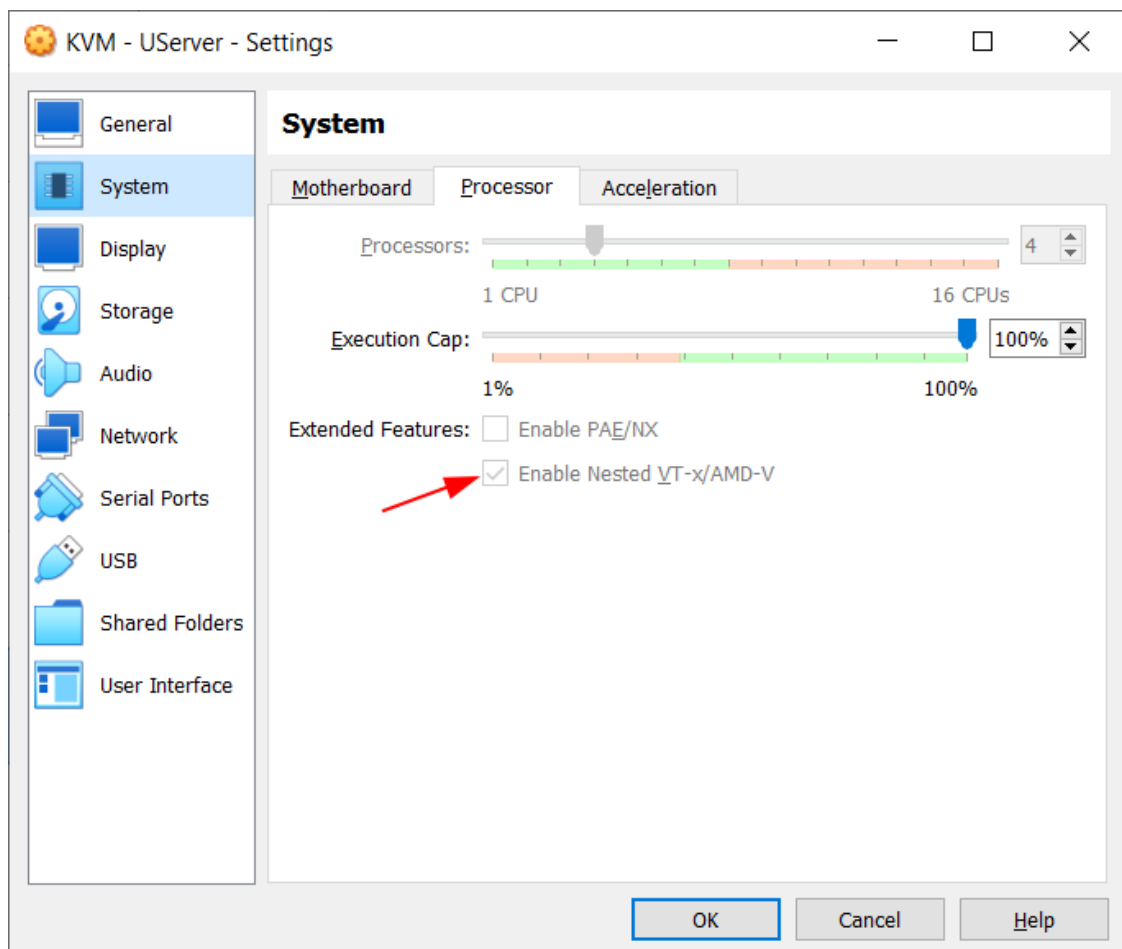 KVM - UServer - Settings
General
System
Display
Storage
Audio
Network
Serial Ports
USB
Shared Folders
User Interface
System
Motherboard Processor Acceleration
Processors: 4
1 CPU 16 CPUs
Execution Cap: 100%
1% 100%
Extended Features: Enable PAE/NX
Enable Nested VT-x/AMD-V
OK Cancel Help